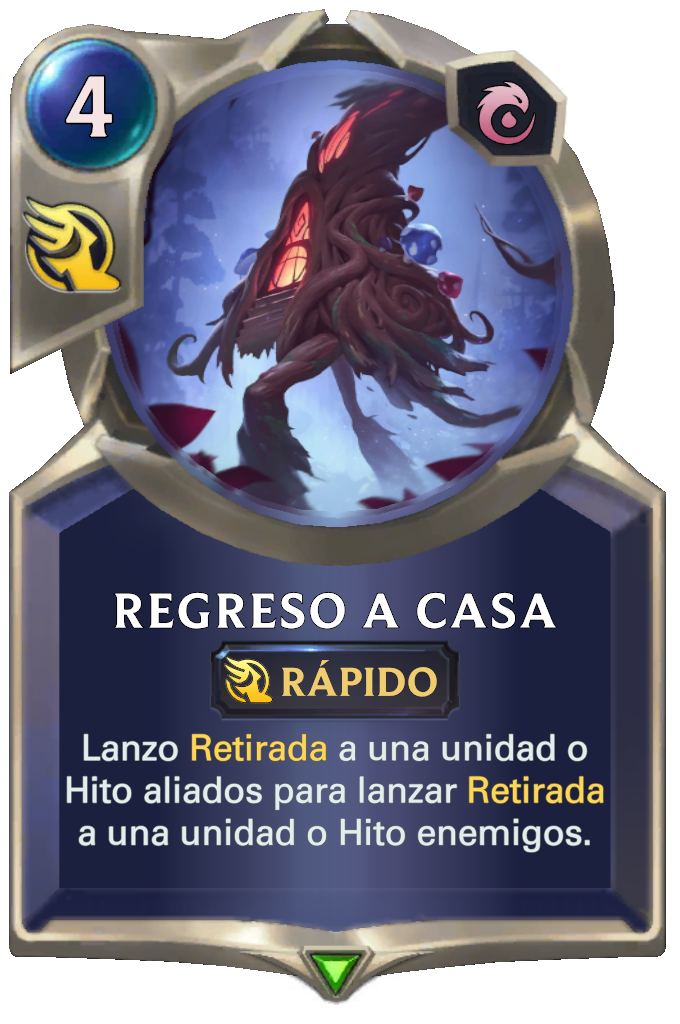 4
REGRESO A CASA
RÁPIDO
Lanzo Retirada a una unidad o
Hito aliados para lanzar Retirada
a una unidad o Hito enemigos.